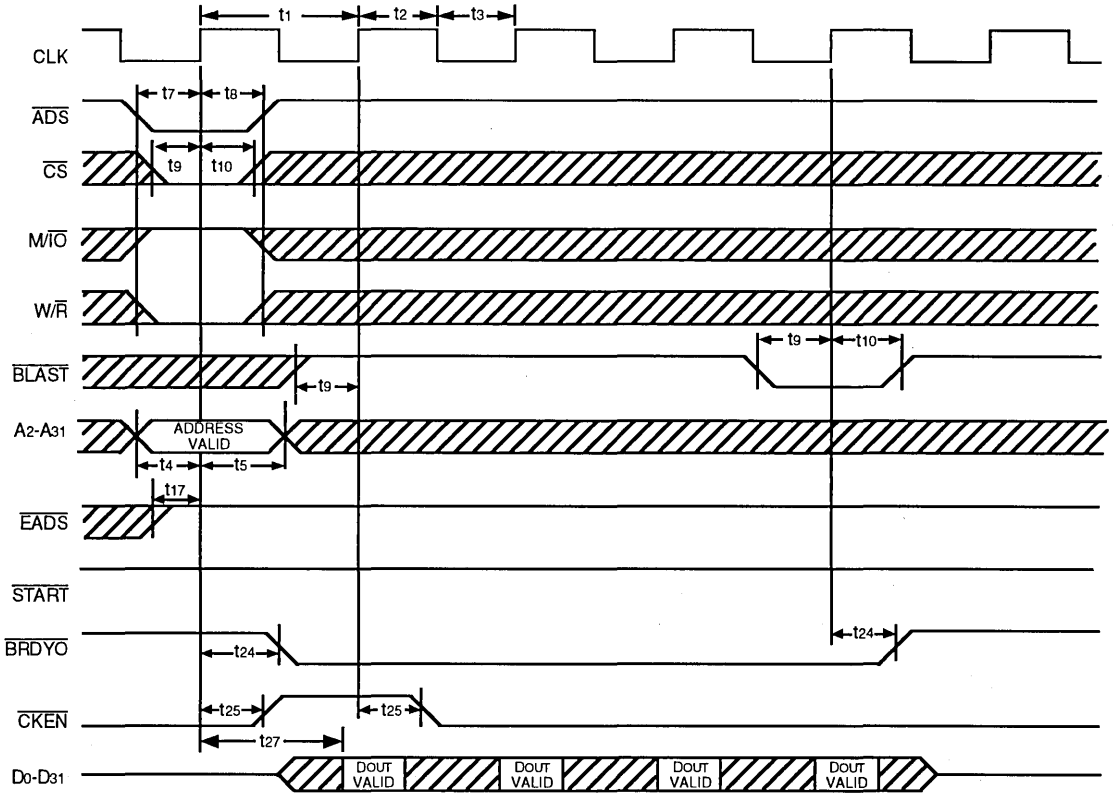 t1 t2 t3
CLK
t7 t8
ADS
t9 t10
CS
M/IO
W/R
t9 t10
BLAST
t9
A2-A31 ADDRESS VALID
t4 t5
t17
EADS
START
BRDYO t24 t24
CKEN t25 t25
t27
D0-D31 DOUT VALID DOUT VALID DOUT VALID DOUT VALID